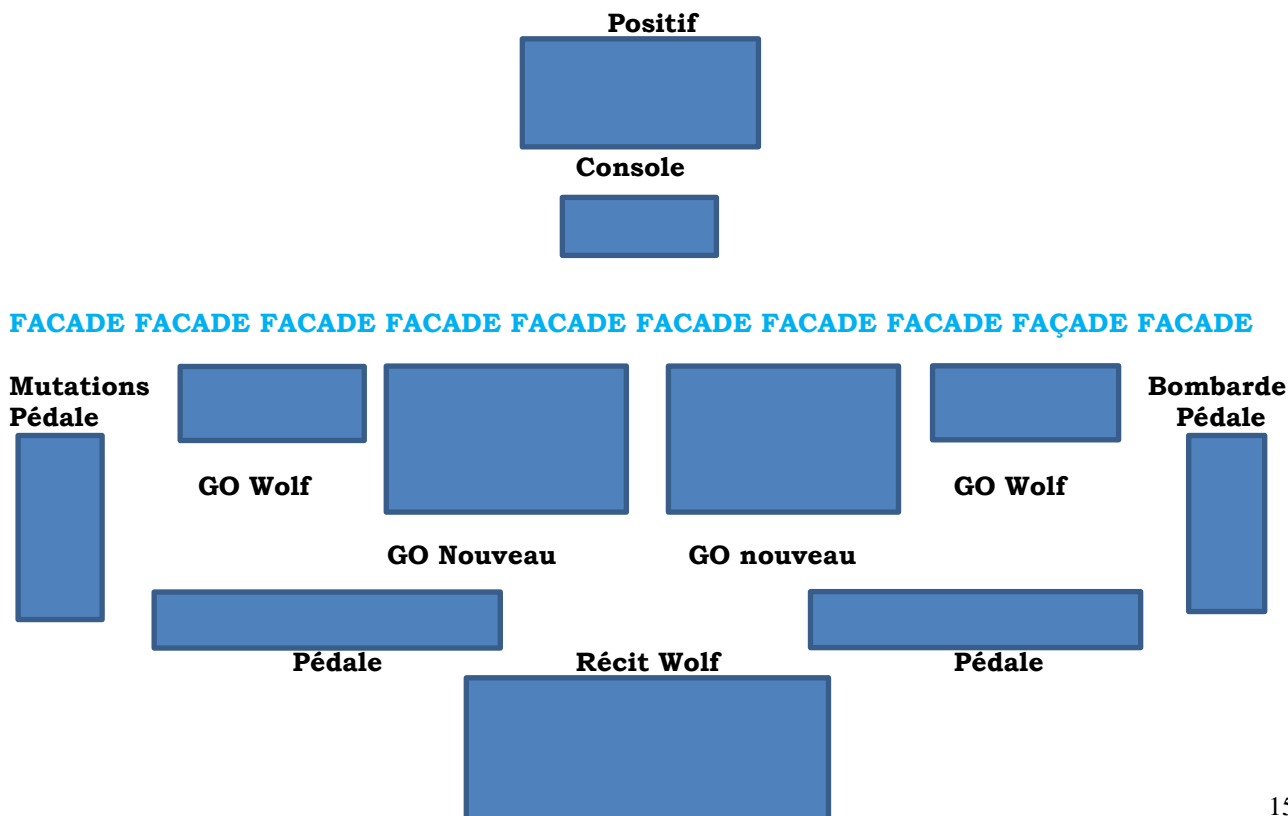 Positif
Console
FACADE FACADE FACADE FACADE FACADE FACADE FACADE FACADE FAÇADE FACADE
Mutations
Pédale
Bombarde
Pédale
GO Wolf
GO Wolf
GO Nouveau
GO nouveau
Pédale
Récit Wolf
Pédale
15